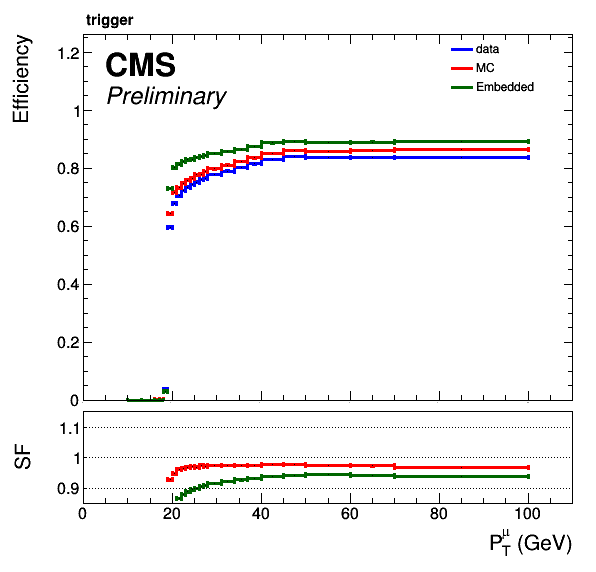 trigger
CMS
Preliminary
data
MC
Embedded
Efficiency
1.2
1
0.8
0.6
0.4
0.2
0
SF
1.1
1
0.9
0 20 40 60 80 100
P_T^μ (GeV)